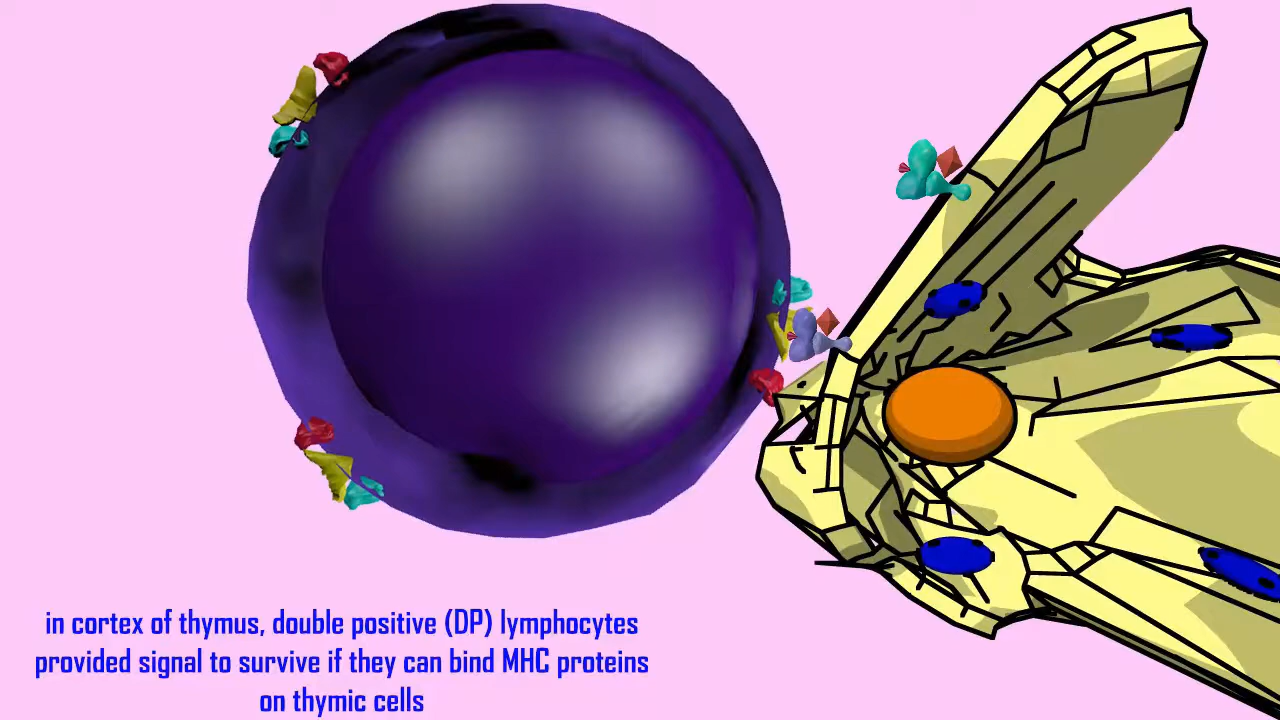 in cortex of thymus, double positive (DP) lymphocytes
provided signal to survive if they can bind MHC proteins
on thymic cells